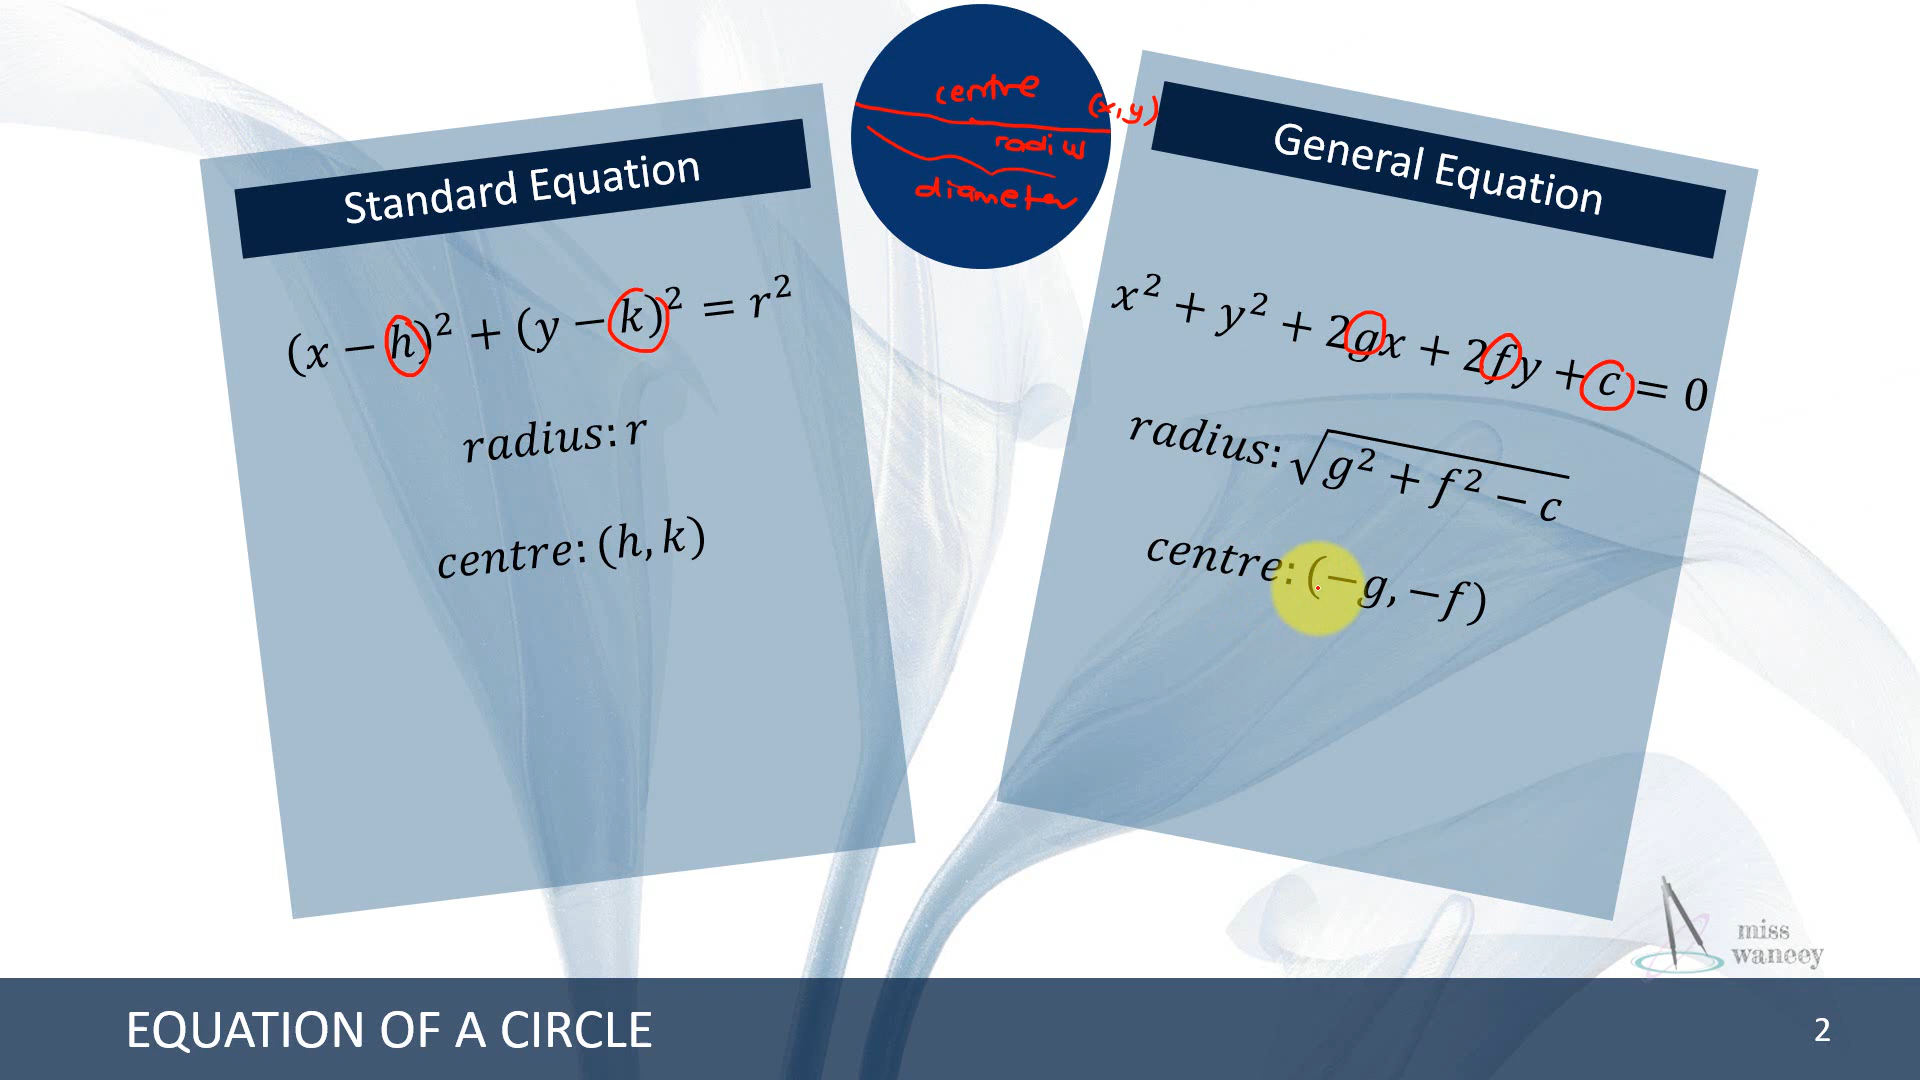 centre
(x,y)
radiu
diameter
Standard Equation
(x − h)² + (y − k)² = r²
radius: r
centre: (h, k)
General Equation
x² + y² + 2gx + 2fy + c = 0
radius: √(g² + f² − c)
centre: (−g, −f)
miss
waneey
EQUATION OF A CIRCLE
2